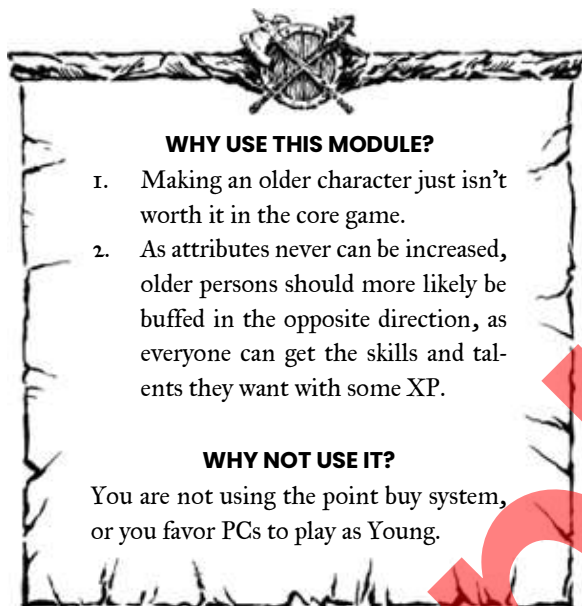 WHY USE THIS MODULE?
1. Making an older character just isn't
worth it in the core game.
2. As attributes never can be increased,
older persons should more likely be
buffed in the opposite direction, as
everyone can get the skills and tal-
ents they want with some XP.
WHY NOT USE IT?
You are not using the point buy system,
or you favor PCs to play as Young.